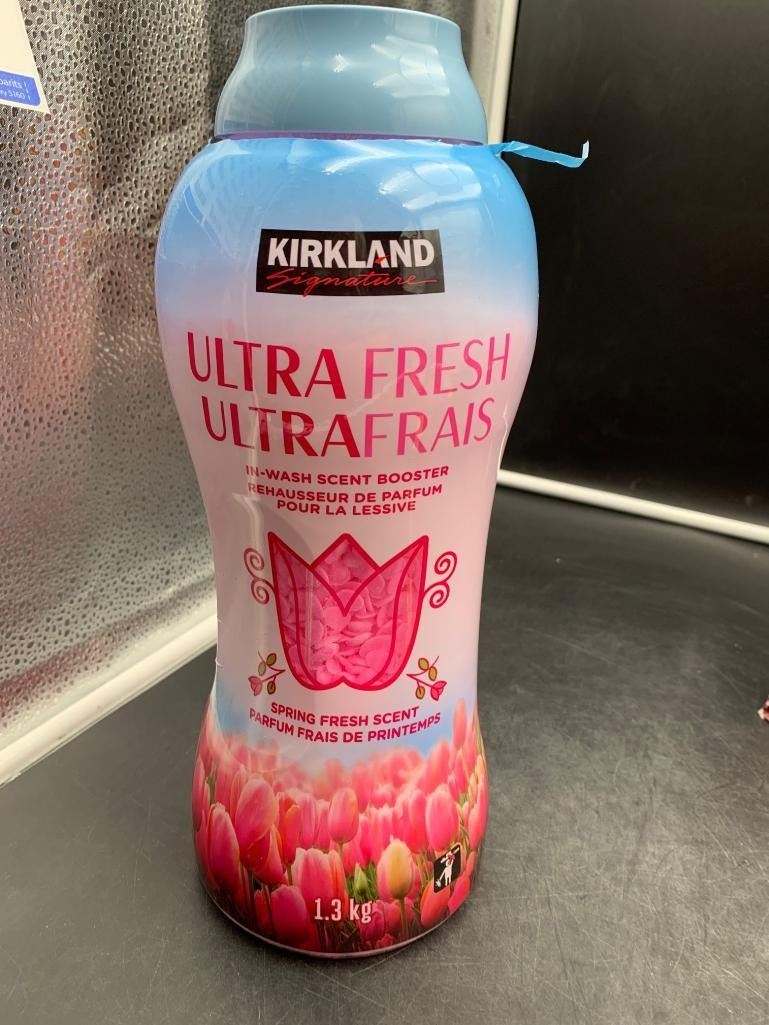 KIRKLAND
Signature
ULTRA FRESH
ULTRAFRAIS
IN-WASH SCENT BOOSTER
REHAUSSEUR DE PARFUM
POUR LA LESSIVE
SPRING FRESH SCENT
PARFUM FRAIS DE PRINTEMPS
1.3 kg